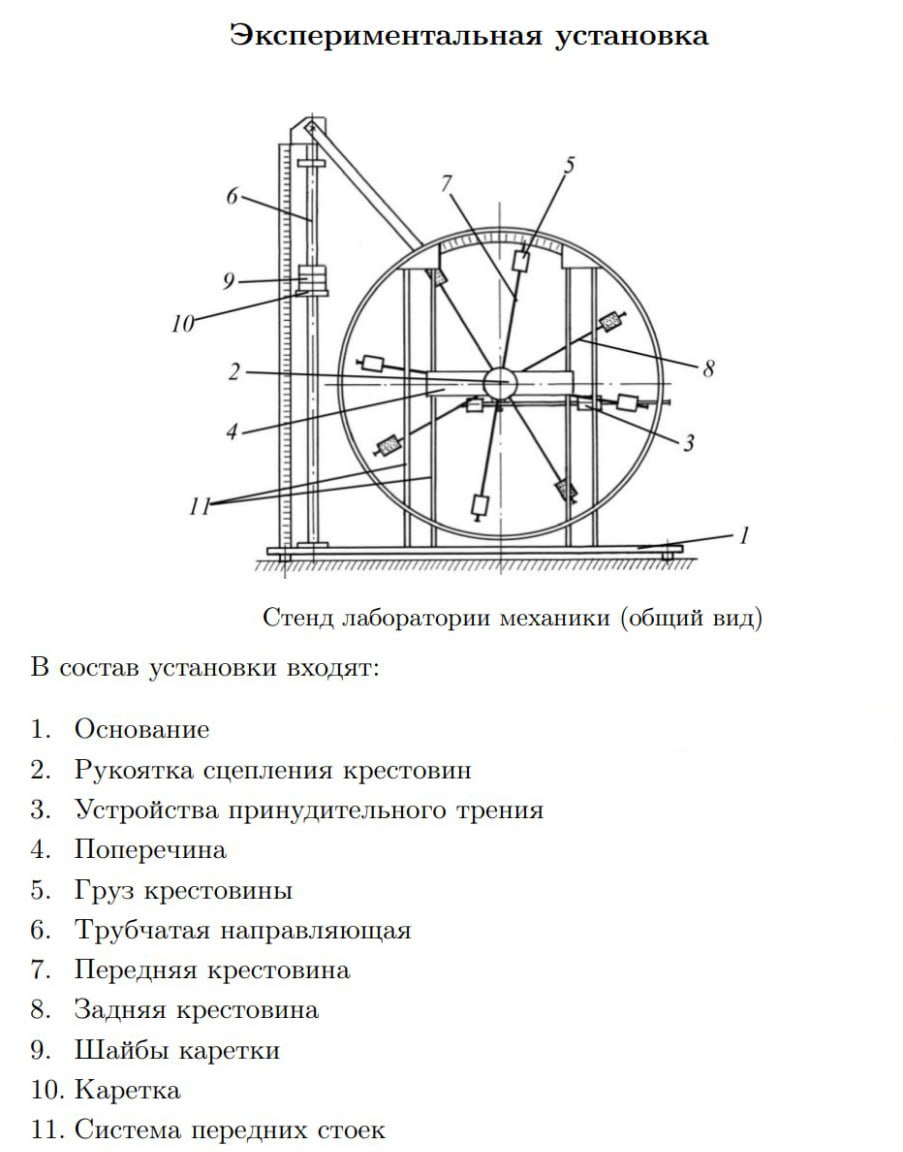 Экспериментальная установка
5
7
6
9
10
2
8
4
3
11
1
Стенд лаборатории механики (общий вид)
В состав установки входят:
1. Основание
2. Рукоятка сцепления крестовин
3. Устройства принудительного трения
4. Поперечина
5. Груз крестовины
6. Трубчатая направляющая
7. Передняя крестовина
8. Задняя крестовина
9. Шайбы каретки
10. Каретка
11. Система передних стоек